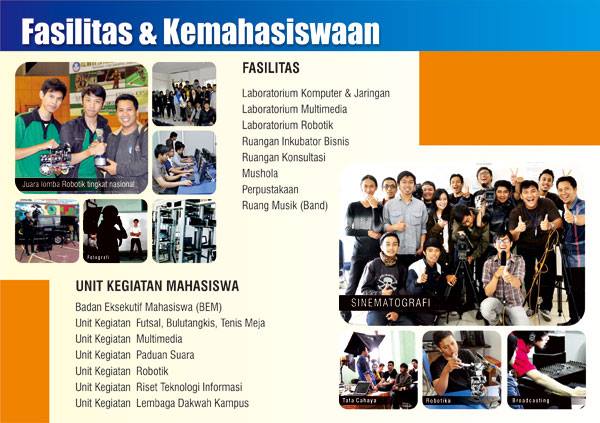 Fasilitas & Kemahasiswaan
FASILITAS
Laboratorium Komputer & Jaringan
Laboratorium Multimedia
Laboratorium Robotik
Ruangan Inkubator Bisnis
Ruangan Konsultasi
Mushola
Perpustakaan
Ruang Musik (Band)
Juara lomba Robotik tingkat nasional
Fotografi
SINEMATOGRAFI
UNIT KEGIATAN MAHASISWA
Badan Eksekutif Mahasiswa (BEM)
Unit Kegiatan Futsal, Bulutangkis, Tenis Meja
Unit Kegiatan Multimedia
Unit Kegiatan Paduan Suara
Unit Kegiatan Robotik
Unit Kegiatan Riset Teknologi Informasi
Unit Kegiatan Lembaga Dakwah Kampus
Tata Cahaya
Robotika
Broadcasting